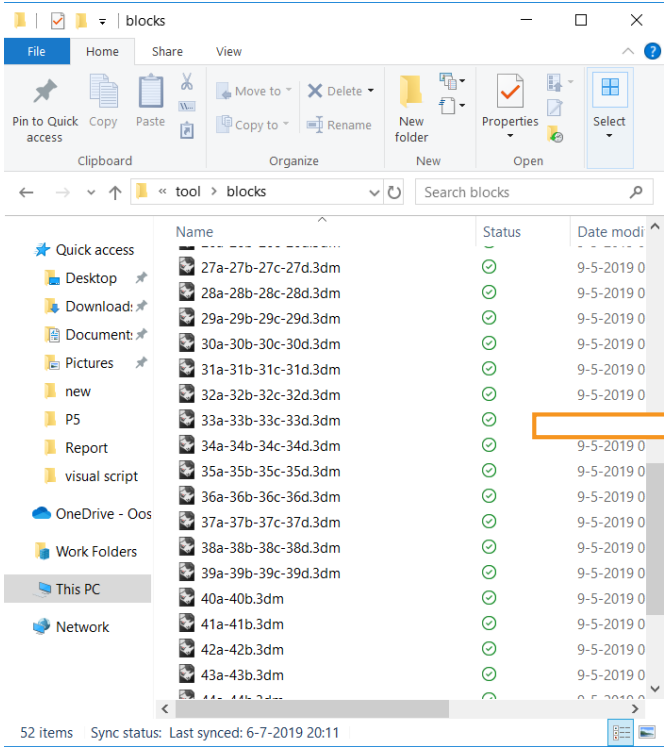 blocks
File Home Share View
Pin to Quick access
Copy
Paste
Move to
Copy to
Delete
Rename
New folder
Properties
Select
Clipboard Organize New Open
« tool > blocks
Search blocks
Name Status Date modi
Quick access
Desktop
Download
Document
Pictures
new
P5
Report
visual script
OneDrive - Oos
Work Folders
This PC
Network
27a-27b-27c-27d.3dm 9-5-2019 0
28a-28b-28c-28d.3dm 9-5-2019 0
29a-29b-29c-29d.3dm 9-5-2019 0
30a-30b-30c-30d.3dm 9-5-2019 0
31a-31b-31c-31d.3dm 9-5-2019 0
32a-32b-32c-32d.3dm 9-5-2019 0
33a-33b-33c-33d.3dm
34a-34b-34c-34d.3dm 9-5-2019 0
35a-35b-35c-35d.3dm 9-5-2019 0
36a-36b-36c-36d.3dm 9-5-2019 0
37a-37b-37c-37d.3dm 9-5-2019 0
38a-38b-38c-38d.3dm 9-5-2019 0
39a-39b-39c-39d.3dm 9-5-2019 0
40a-40b.3dm 9-5-2019 0
41a-41b.3dm 9-5-2019 0
42a-42b.3dm 9-5-2019 0
43a-43b.3dm 9-5-2019 0
52 items Sync status: Last synced: 6-7-2019 20:11